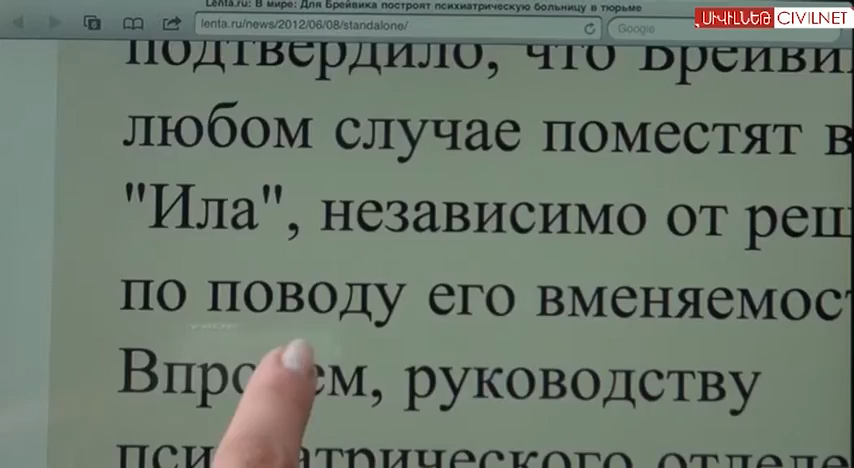 Lenta.ru: В мире: Для Брейвика построят психиатрическую больницу в тюрьме
ՍԻՎԻԼՆԵԹ CIVILNET
lenta.ru/news/2012/06/08/standalone/
Google
подтвердило, что Брейви
любом случае поместят в
"Ила", независимо от реш
по поводу его вменяемос
руководству